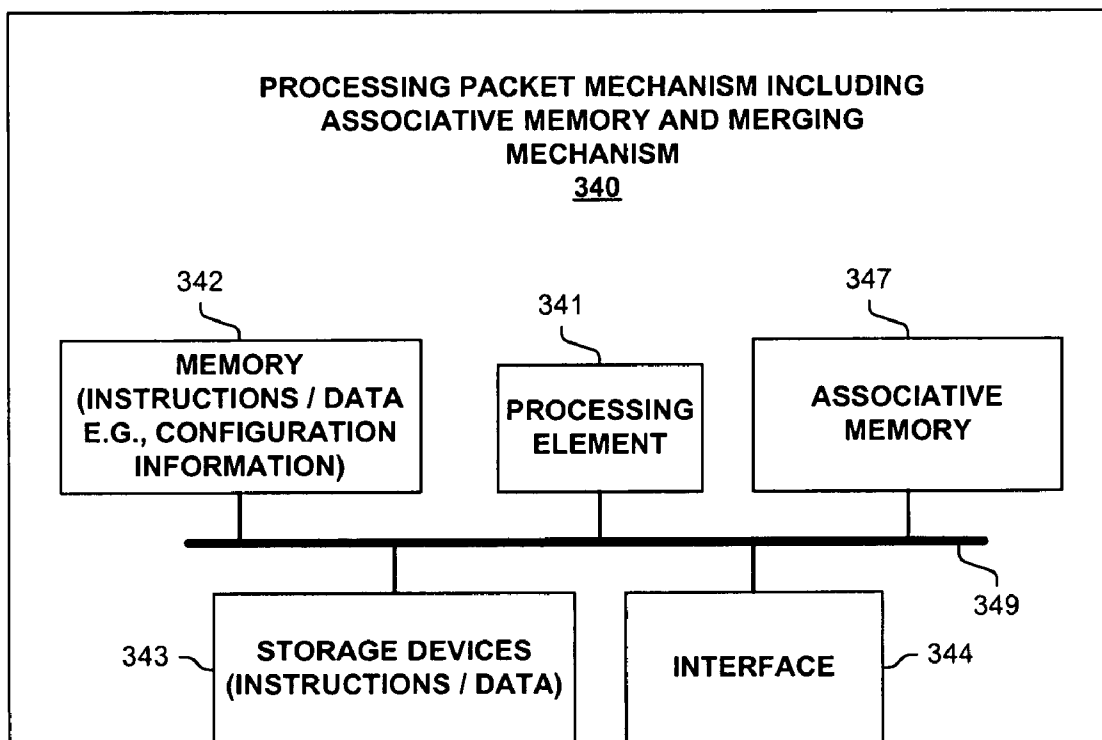 PROCESSING PACKET MECHANISM INCLUDING
ASSOCIATIVE MEMORY AND MERGING
MECHANISM
340
342
341
347
MEMORY
(INSTRUCTIONS / DATA
E.G., CONFIGURATION
INFORMATION)
PROCESSING
ELEMENT
ASSOCIATIVE
MEMORY
349
343
STORAGE DEVICES
(INSTRUCTIONS / DATA)
INTERFACE
344